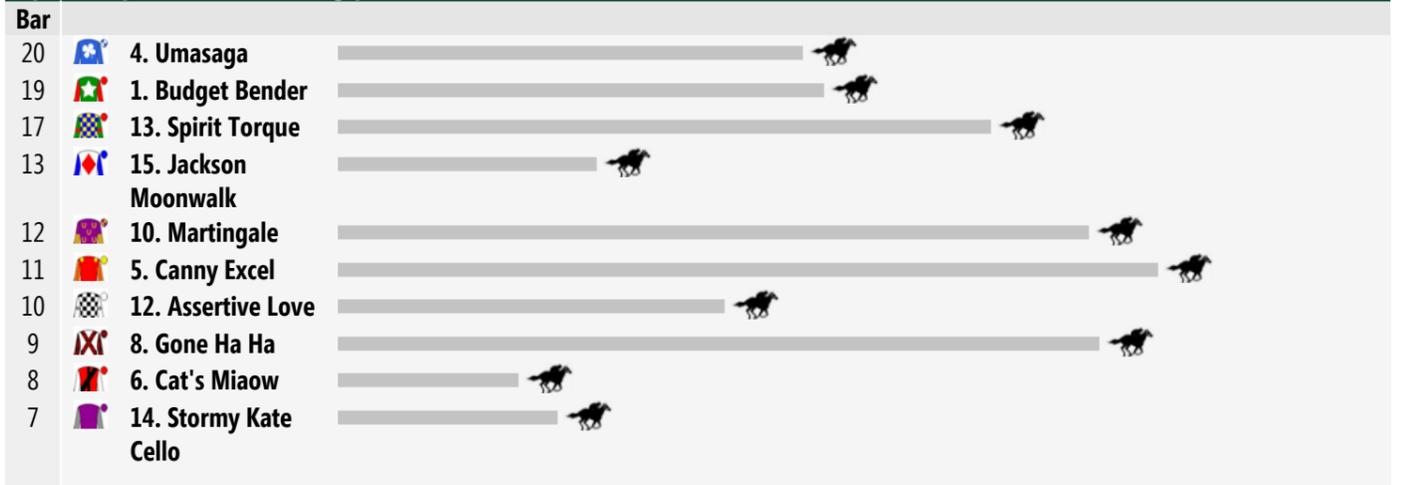 Bar
20 4. Umasaga
19 1. Budget Bender
17 13. Spirit Torque
13 15. Jackson
Moonwalk
12 10. Martingale
11 5. Canny Excel
10 12. Assertive Love
9 8. Gone Ha Ha
8 6. Cat's Miaow
7 14. Stormy Kate
Cello